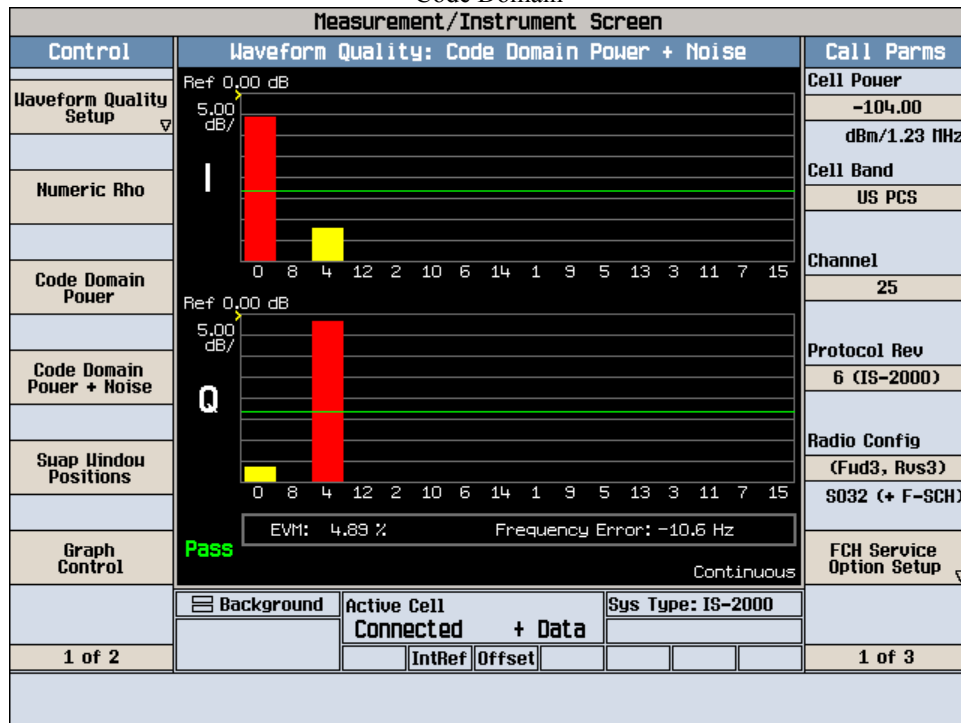 Code Domain
Measurement/Instrument Screen
Control
Waveform Quality: Code Domain Power + Noise
Call Parms
Waveform Quality
Setup
Numeric Rho
Code Domain
Power
Code Domain
Power + Noise
Swap Window
Positions
Graph
Control
1 of 2
Ref 0.00 dB
5.00
dB/
I
0 8 4 12 2 10 6 14 1 9 5 13 3 11 7 15
Ref 0.00 dB
5.00
dB/
Q
0 8 4 12 2 10 6 14 1 9 5 13 3 11 7 15
EVM: 4.89 % Frequency Error: -10.6 Hz
Pass
Continuous
Background
Active Cell
Sys Type: IS-2000
Connected + Data
IntRef Offset
Cell Power
-104.00
dBm/1.23 MHz
Cell Band
US PCS
Channel
25
Protocol Rev
6 (IS-2000)
Radio Config
(Fwd3, Rvs3)
SO32 (+ F-SCH)
FCH Service
Option Setup
1 of 3